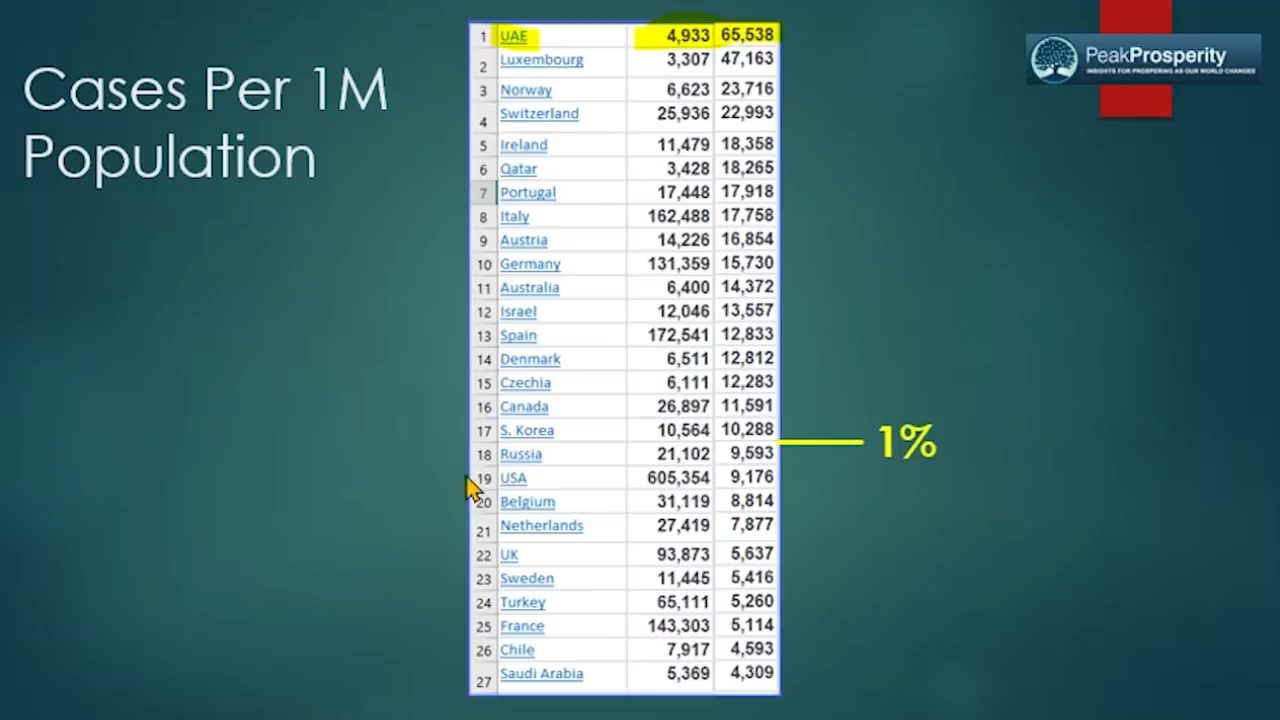 Cases Per 1M
Population
PeakProsperity
INSIGHTS FOR PROSPERING AS OUR WORLD CHANGES
1 UAE 4,933 65,538
2 Luxembourg 3,307 47,163
3 Norway 6,623 23,716
4 Switzerland 25,936 22,993
5 Ireland 11,479 18,358
6 Qatar 3,428 18,265
7 Portugal 17,448 17,918
8 Italy 162,488 17,758
9 Austria 14,226 16,854
10 Germany 131,359 15,730
11 Australia 6,400 14,372
12 Israel 12,046 13,557
13 Spain 172,541 12,833
14 Denmark 6,511 12,812
15 Czechia 6,111 12,283
16 Canada 26,897 11,591
17 S. Korea 10,564 10,288
1%
18 Russia 21,102 9,593
19 USA 605,354 9,176
20 Belgium 31,119 8,814
21 Netherlands 27,419 7,877
22 UK 93,873 5,637
23 Sweden 11,445 5,416
24 Turkey 65,111 5,260
25 France 143,303 5,114
26 Chile 7,917 4,593
27 Saudi Arabia 5,369 4,309